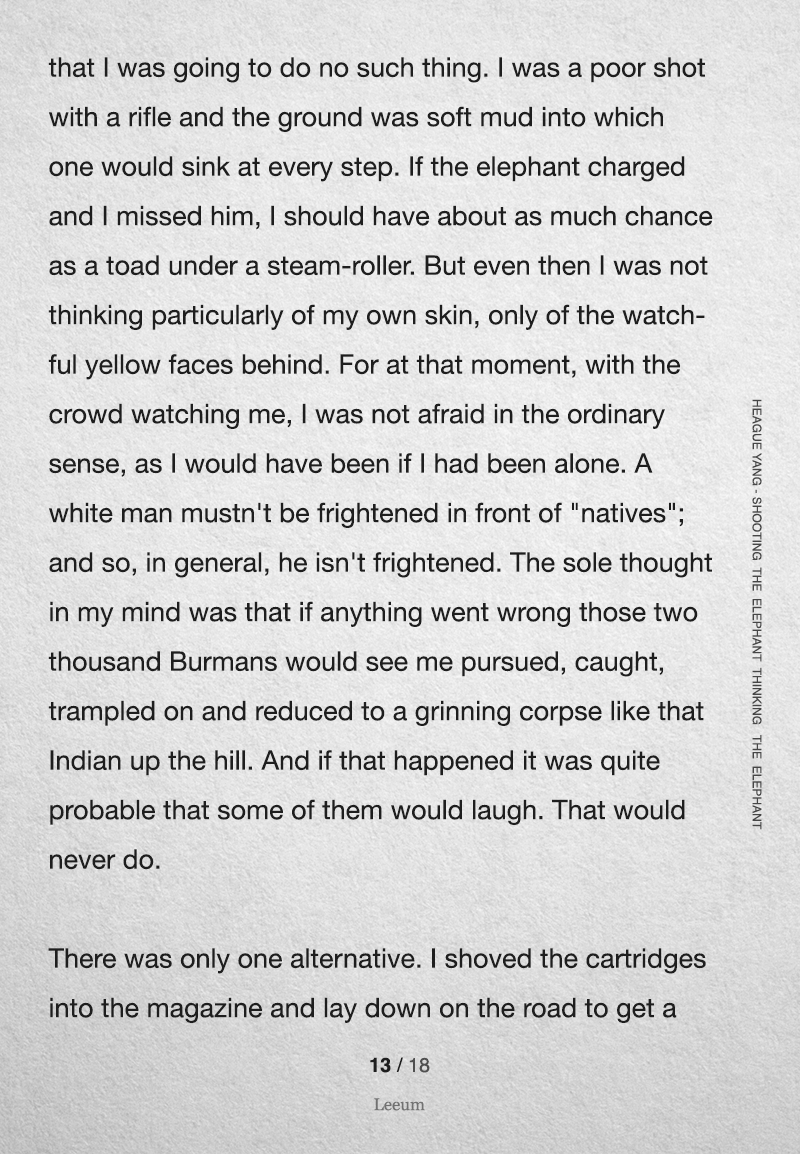 that I was going to do no such thing. I was a poor shot
with a rifle and the ground was soft mud into which
one would sink at every step. If the elephant charged
and I missed him, I should have about as much chance
as a toad under a steam-roller. But even then I was not
thinking particularly of my own skin, only of the watch-
ful yellow faces behind. For at that moment, with the
crowd watching me, I was not afraid in the ordinary
sense, as I would have been if I had been alone. A
white man mustn't be frightened in front of "natives";
and so, in general, he isn't frightened. The sole thought
in my mind was that if anything went wrong those two
thousand Burmans would see me pursued, caught,
trampled on and reduced to a grinning corpse like that
Indian up the hill. And if that happened it was quite
probable that some of them would laugh. That would
never do.
There was only one alternative. I shoved the cartridges
into the magazine and lay down on the road to get a
13 / 18
Leeum
HEAGUE YANG - SHOOTING THE ELEPHANT THINKING THE ELEPHANT